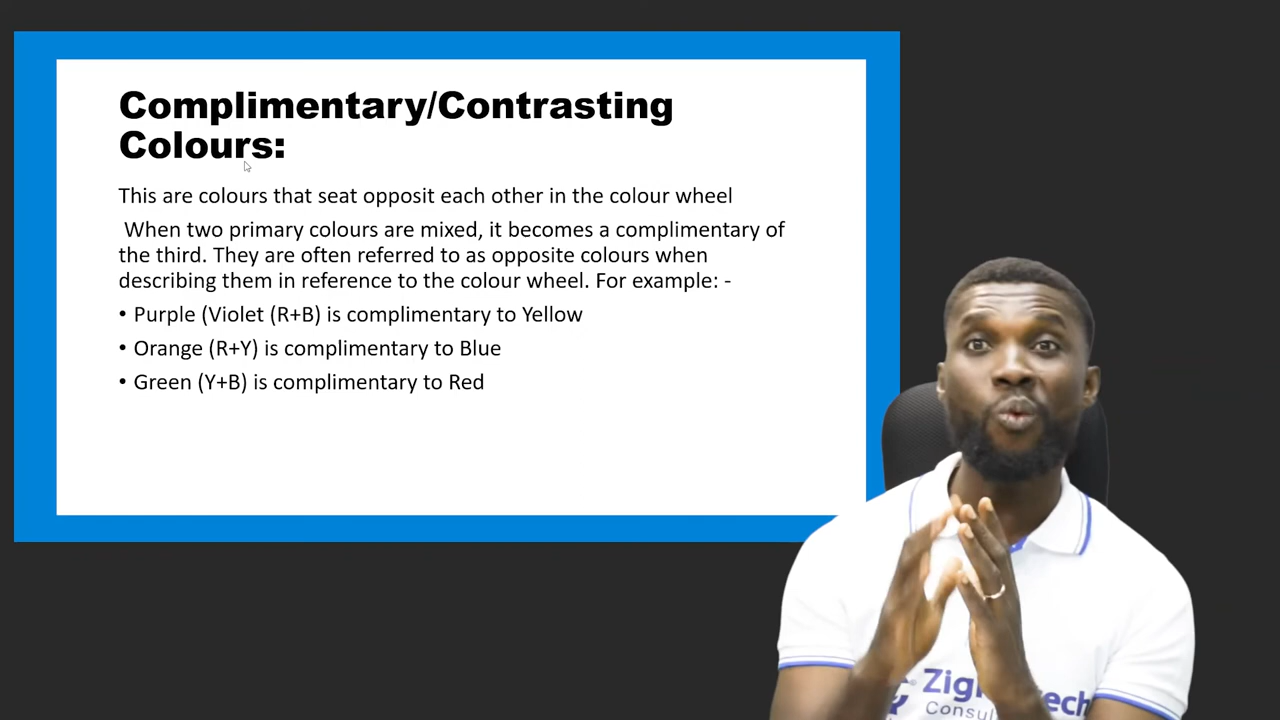 Complimentary/Contrasting
Colours:
This are colours that seat opposit each other in the colour wheel
When two primary colours are mixed, it becomes a complimentary of
the third. They are often referred to as opposite colours when
describing them in reference to the colour wheel. For example: -
• Purple (Violet (R+B) is complimentary to Yellow
• Orange (R+Y) is complimentary to Blue
• Green (Y+B) is complimentary to Red